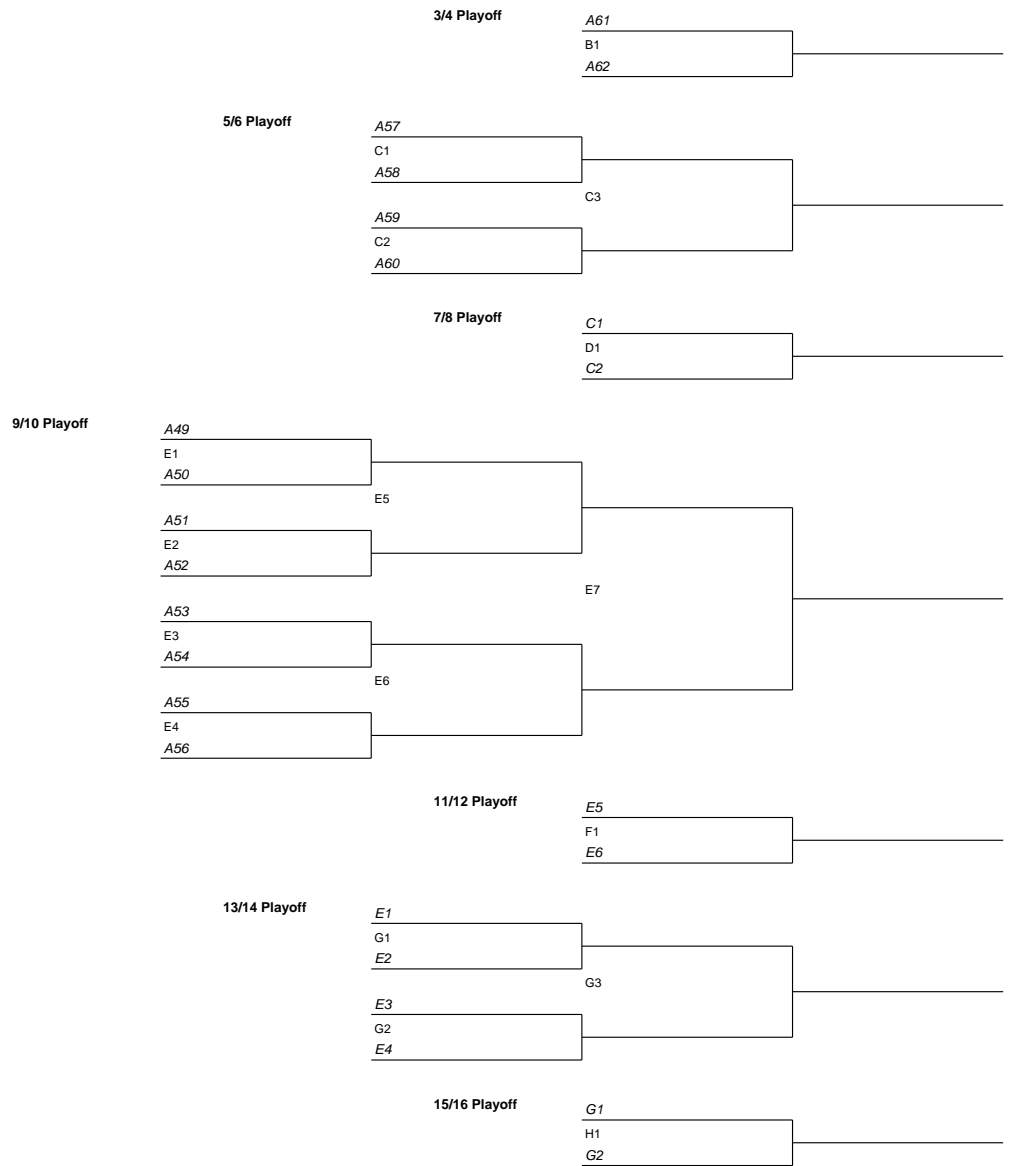 3/4 Playoff
A61
B1
A62
5/6 Playoff
A57
C1
A58
C3
A59
C2
A60
7/8 Playoff
C1
D1
C2
9/10 Playoff
A49
E1
A50
E5
A51
E2
A52
E7
A53
E3
A54
E6
A55
E4
A56
11/12 Playoff
E5
F1
E6
13/14 Playoff
E1
G1
E2
G3
E3
G2
E4
15/16 Playoff
G1
H1
G2